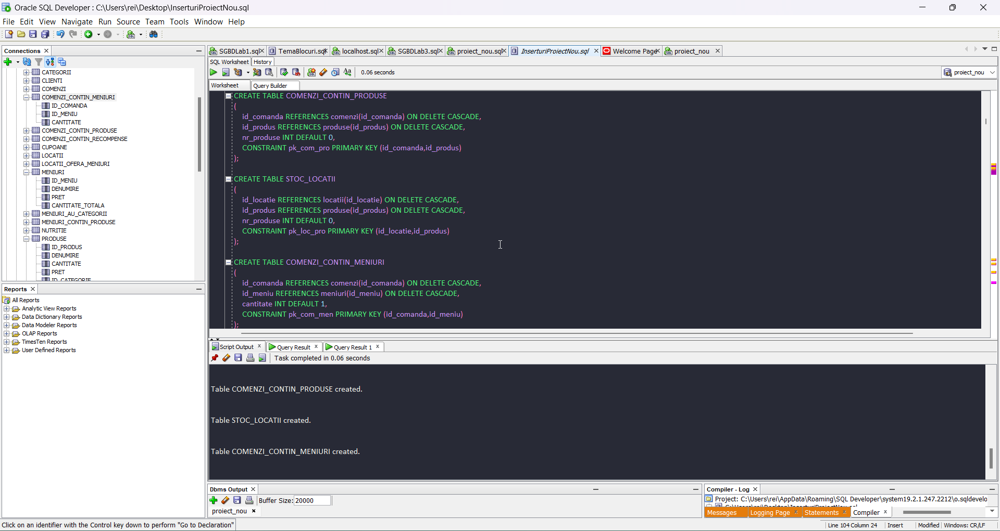 Oracle SQL Developer : C:\Users\rei\Desktop\InserturiProiectNou.sql
File Edit View Navigate Run Source Team Tools Window Help
Connections
CATEGORII
CLIENTI
COMENZI
COMENZI_CONTIN_MENIURI
ID_COMANDA
ID_MENIU
CANTITATE
COMENZI_CONTIN_PRODUSE
COMENZI_CONTIN_RECOMPENSE
CUPOANE
LOCATII
LOCATII_OFERA_MENIURI
MENIURI
ID_MENIU
DENUMIRE
PRET
CANTITATE_TOTALA
MENIURI_AU_CATEGORII
MENIURI_CONTIN_PRODUSE
NUTRITIE
PRODUSE
ID_PRODUS
DENUMIRE
CANTITATE
PRET
ID_CATEGORIE
Reports
All Reports
Analytic View Reports
Data Dictionary Reports
Data Modeler Reports
OLAP Reports
TimesTen Reports
User Defined Reports
SGBDLab1.sql TemaBlocuri.sql localhost.sql SGBDLab3.sql proiect_nou.sql InserturiProiectNou.sql Welcome Page proiect_nou
SQL Worksheet History
0.06 seconds
proiect_nou
Worksheet Query Builder
CREATE TABLE COMENZI_CONTIN_PRODUSE
(
id_comanda REFERENCES comenzi(id_comanda) ON DELETE CASCADE,
id_produs REFERENCES produse(id_produs) ON DELETE CASCADE,
nr_produse INT DEFAULT 0,
CONSTRAINT pk_com_pro PRIMARY KEY (id_comanda,id_produs)
);
CREATE TABLE STOC_LOCATII
(
id_locatie REFERENCES locatii(id_locatie) ON DELETE CASCADE,
id_produs REFERENCES produse(id_produs) ON DELETE CASCADE,
nr_produse INT DEFAULT 0,
CONSTRAINT pk_loc_pro PRIMARY KEY (id_locatie,id_produs)
);
CREATE TABLE COMENZI_CONTIN_MENIURI
(
id_comanda REFERENCES comenzi(id_comanda) ON DELETE CASCADE,
id_meniu REFERENCES meniuri(id_meniu) ON DELETE CASCADE,
cantitate INT DEFAULT 1,
CONSTRAINT pk_com_men PRIMARY KEY (id_comanda,id_meniu)
);
Script Output Query Result Query Result 1
Task completed in 0.06 seconds
Table COMENZI_CONTIN_PRODUSE created.
Table STOC_LOCATII created.
Table COMENZI_CONTIN_MENIURI created.
Dbms Output
Buffer Size: 20000
proiect_nou
Compiler - Log
Project: C:\Users\rei\AppData\Roaming\SQL Developer\system19.2.1.247.2212\o.sqldevelo
Messages Logging Page Statements Compiler
Click on an identifier with the Control key down to perform "Go to Declaration"
Line 104 Column 24 Insert Modified Windows: CR/LF